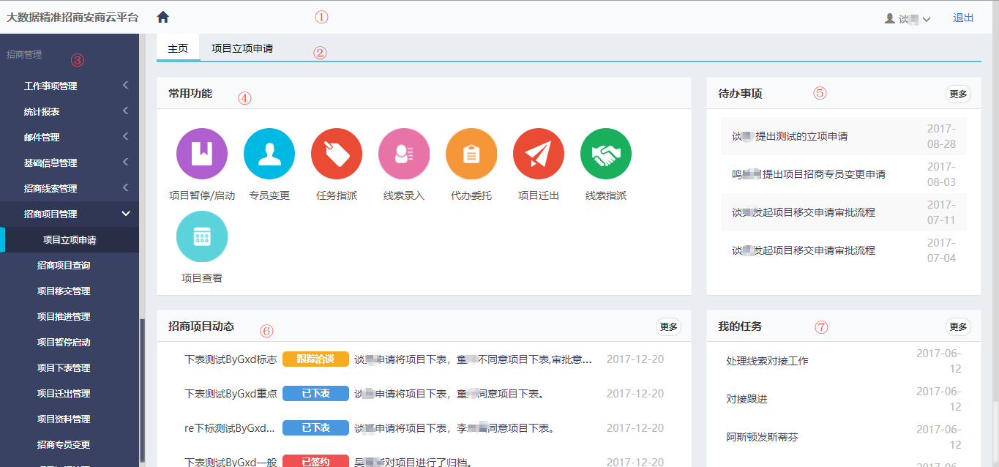 大数据精准招商安商云平台
①
谈
退出
招商管理
③
工作事项管理
统计报表
邮件管理
基础信息管理
招商线索管理
招商项目管理
项目立项申请
招商项目查询
项目移交管理
项目推进管理
项目暂停启动
项目下表管理
项目迁出管理
项目资料管理
招商专员变更
主页
项目立项申请
②
常用功能
④
项目暂停/启动
专员变更
任务指派
线索录入
代办委托
项目迁出
线索指派
项目查看
待办事项
⑤
更多
谈 提出测试的立项申请
2017-
08-28
鸣 提出项目招商专员变更申请
2017-
08-03
谈 发起项目移交申请审批流程
2017-
07-11
谈 发起项目移交申请审批流程
2017-
07-04
招商项目动态
⑥
更多
下表测试ByGxd标志 跟踪洽谈 谈 申请将项目下表，童 不同意项目下表,审批意... 2017-12-20
下表测试ByGxd重点 已下表 谈 申请将项目下表，童 同意项目下表。 2017-12-20
re下标测试ByGxd... 已下表 谈 申请将项目下表，李 同意项目下表。 2017-12-20
下表测试ByGxd一般 已签约 吴 对项目进行了归档。 2017-12-20
我的任务
⑦
更多
处理线索对接工作
2017-06-
12
对接跟进
2017-06-
12
阿斯顿发斯蒂芬
2017-06-
12
2017-06-